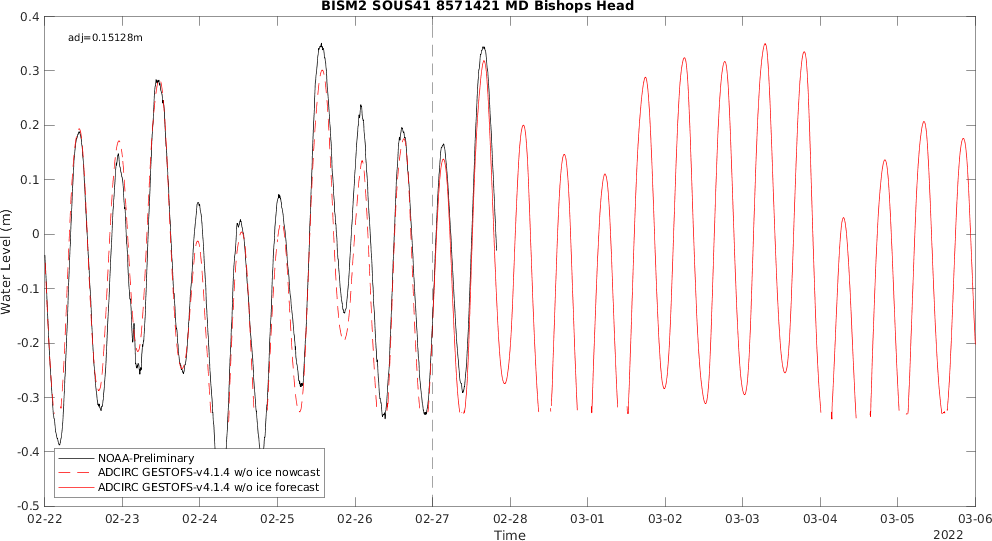 BISM2 SOUS41 8571421 MD Bishops Head
adj=0.15128m
0.4
0.3
0.2
0.1
0
-0.1
-0.2
-0.3
-0.4
-0.5
Water Level (m)
NOAA-Preliminary
ADCIRC GESTOFS-v4.1.4 w/o ice nowcast
ADCIRC GESTOFS-v4.1.4 w/o ice forecast
02-22 02-23 02-24 02-25 02-26 02-27 02-28 03-01 03-02 03-03 03-04 03-05 03-06
Time
2022